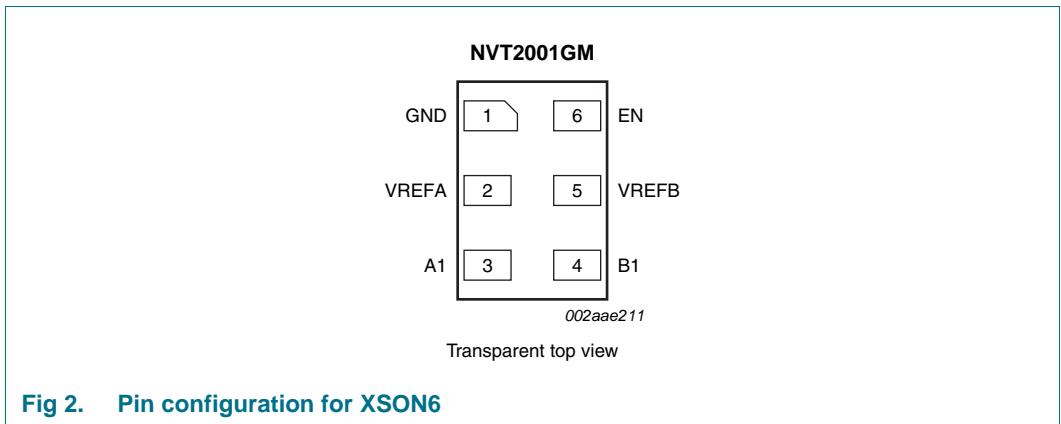 NVT2001GM
GND 1 6 EN
VREFA 2 5 VREFB
A1 3 4 B1
002aae211
Transparent top view
Fig 2. Pin configuration for XSON6